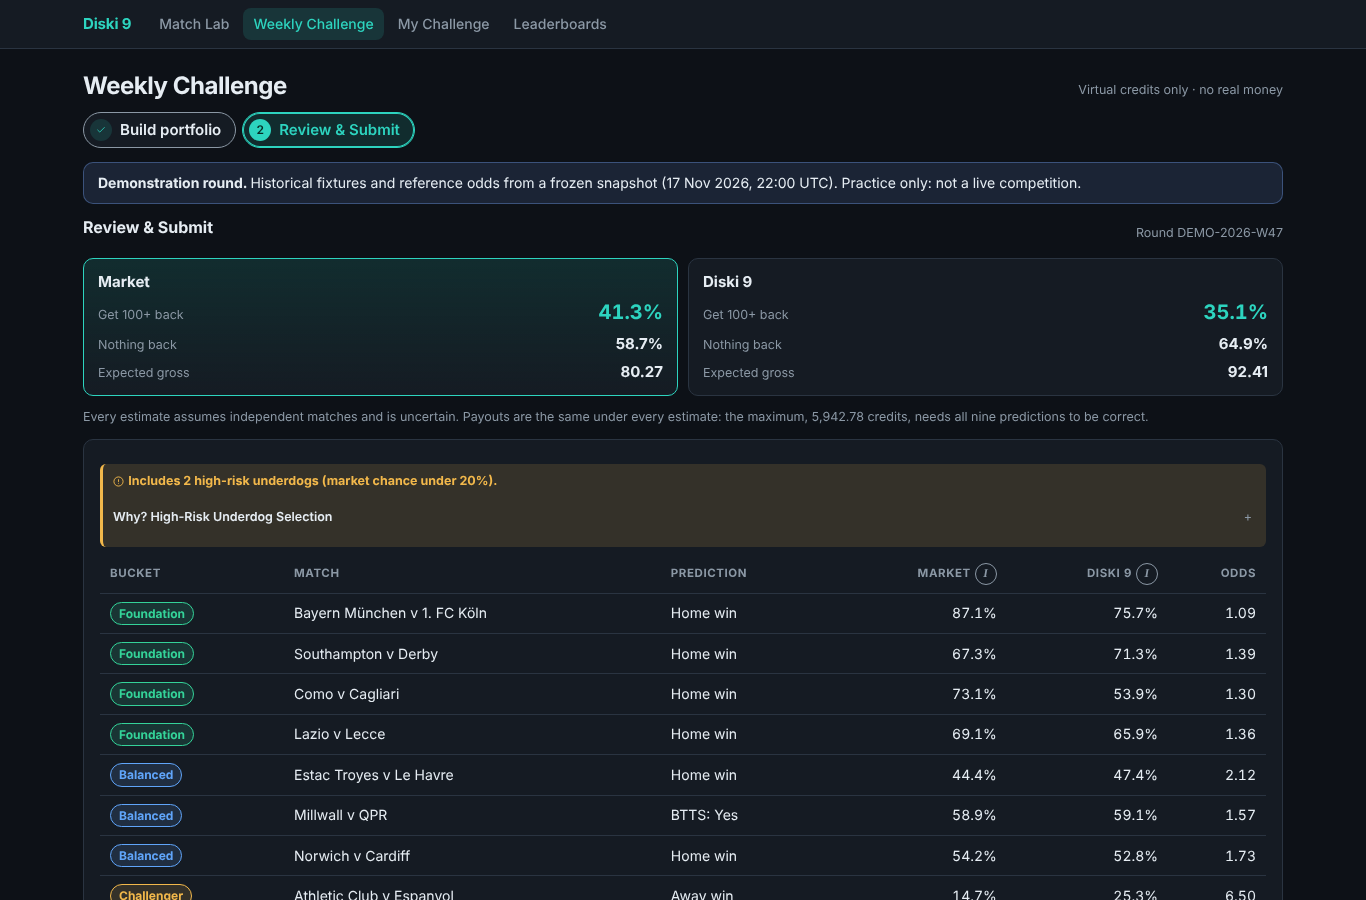 Diski 9 Match Lab Weekly Challenge My Challenge Leaderboards
Weekly Challenge
Virtual credits only · no real money
Build portfolio 2 Review & Submit
Demonstration round. Historical fixtures and reference odds from a frozen snapshot (17 Nov 2026, 22:00 UTC). Practice only: not a live competition.
Review & Submit
Round DEMO-2026-W47
Market
Get 100+ back 41.3%
Nothing back 58.7%
Expected gross 80.27
Diski 9
Get 100+ back 35.1%
Nothing back 64.9%
Expected gross 92.41
Every estimate assumes independent matches and is uncertain. Payouts are the same under every estimate: the maximum, 5,942.78 credits, needs all nine predictions to be correct.
Includes 2 high-risk underdogs (market chance under 20%).
Why? High-Risk Underdog Selection +
BUCKET MATCH PREDICTION MARKET i DISKI 9 i ODDS
Foundation Bayern München v 1. FC Köln Home win 87.1% 75.7% 1.09
Foundation Southampton v Derby Home win 67.3% 71.3% 1.39
Foundation Como v Cagliari Home win 73.1% 53.9% 1.30
Foundation Lazio v Lecce Home win 69.1% 65.9% 1.36
Balanced Estac Troyes v Le Havre Home win 44.4% 47.4% 2.12
Balanced Millwall v QPR BTTS: Yes 58.9% 59.1% 1.57
Balanced Norwich v Cardiff Home win 54.2% 52.8% 1.73
Challenger Athletic Club v Espanyol Away win 14.7% 25.3% 6.50